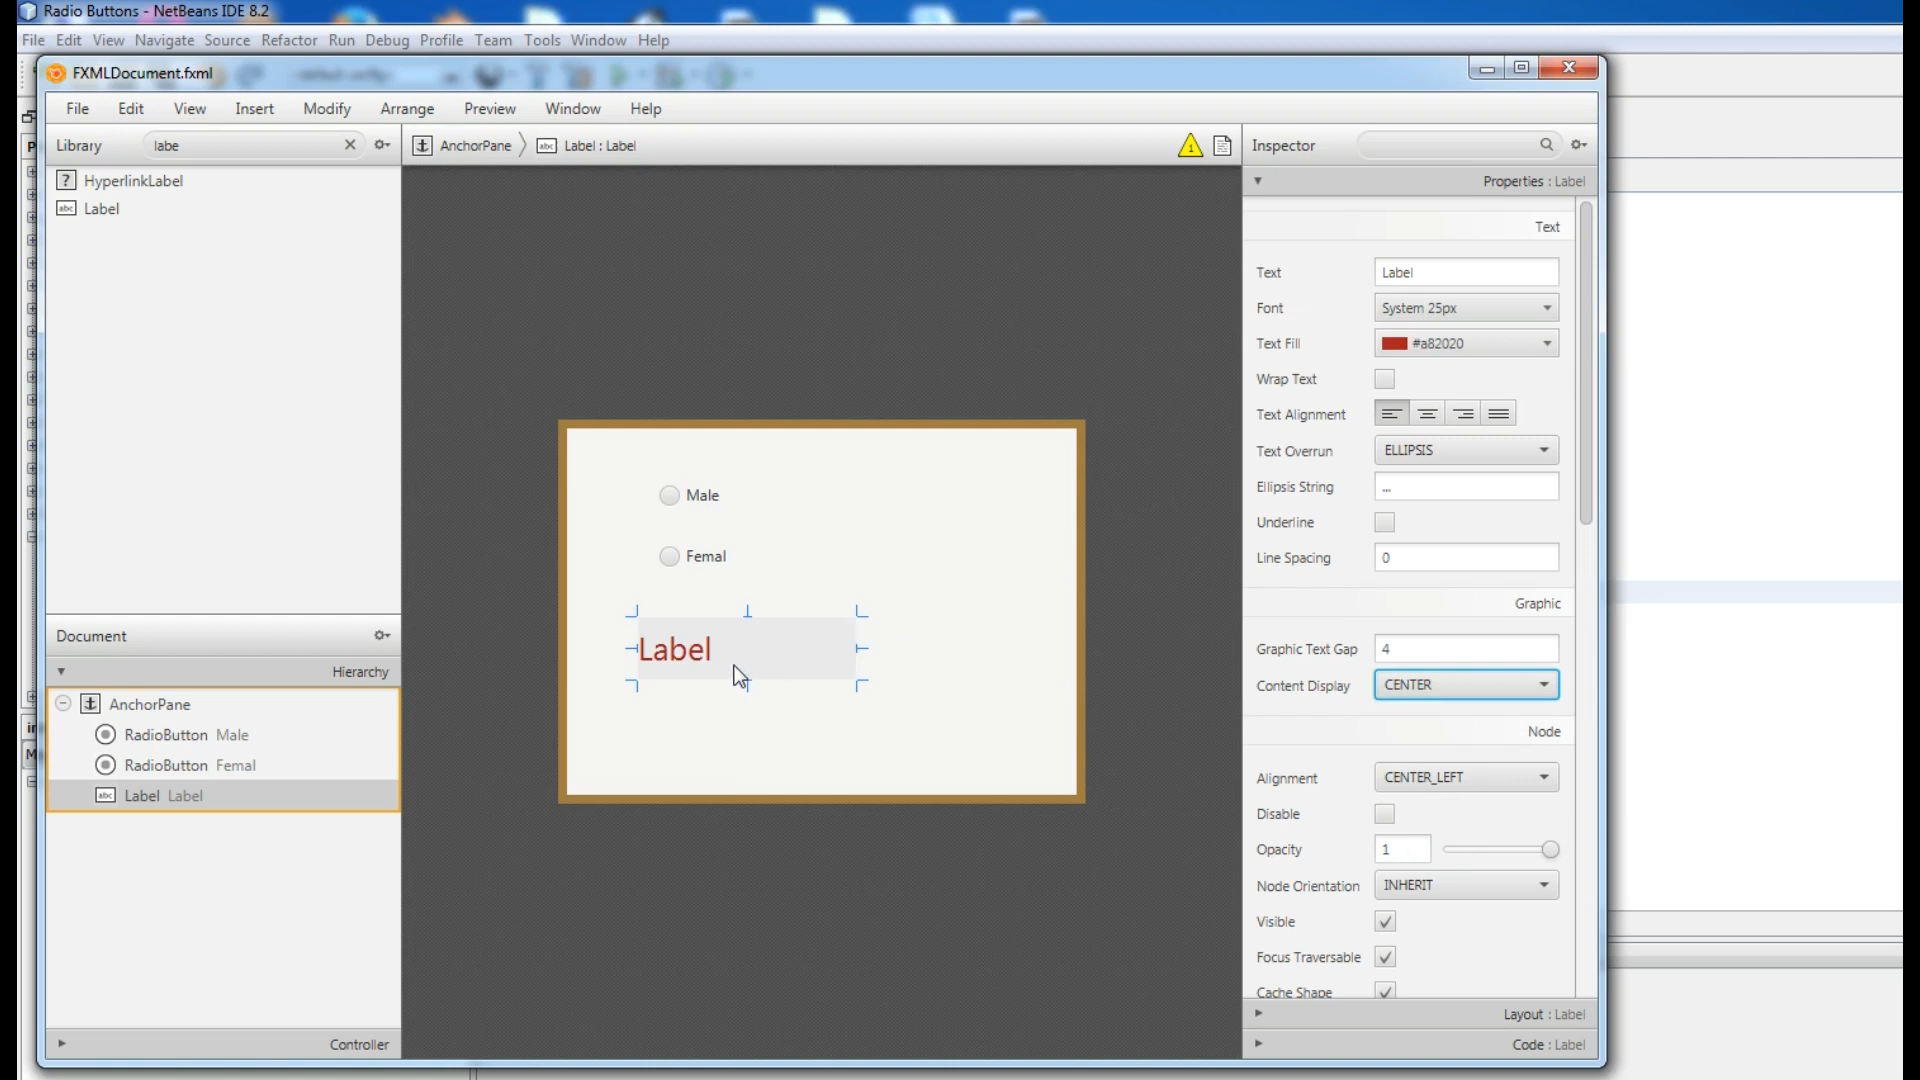 Radio Buttons - NetBeans IDE 8.2
File Edit View Navigate Source Refactor Run Debug Profile Team Tools Window Help
FXMLDocument.fxml
File Edit View Insert Modify Arrange Preview Window Help
Library labe
HyperlinkLabel
abc Label
Document
Hierarchy
AnchorPane
RadioButton Male
RadioButton Femal
abc Label Label
Controller
AnchorPane abc Label : Label
1
Male
Femal
Label
Inspector
Properties : Label
Text
Text Label
Font System 25px
Text Fill #a82020
Wrap Text
Text Alignment
Text Overrun ELLIPSIS
Ellipsis String ...
Underline
Line Spacing 0
Graphic
Graphic Text Gap 4
Content Display CENTER
Node
Alignment CENTER_LEFT
Disable
Opacity 1
Node Orientation INHERIT
Visible
Focus Traversable
Cache Shape
Layout : Label
Code : Label